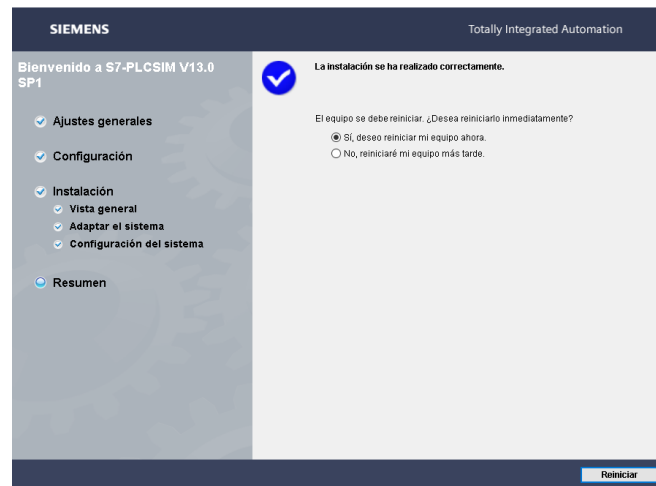 SIEMENS
Totally Integrated Automation
Bienvenido a S7-PLCSIM V13.0
SP1
Ajustes generales
Configuración
Instalación
Vista general
Adaptar el sistema
Configuración del sistema
Resumen
La instalación se ha realizado correctamente.
El equipo se debe reiniciar. ¿Desea reiniciarlo inmediatamente?
Sí, deseo reiniciar mi equipo ahora.
No, reiniciaré mi equipo más tarde.
Reiniciar